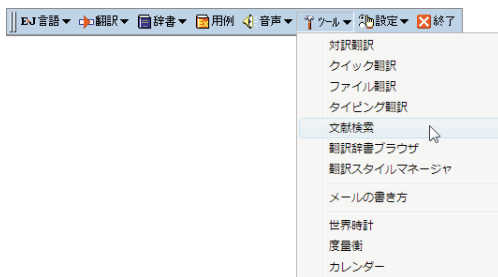 EJ 言語▼ 翻訳▼ 辞書▼ 用例 音声▼ ツール▼ 設定▼ 終了
対訳翻訳
クイック翻訳
ファイル翻訳
タイピング翻訳
文献検索
翻訳辞書ブラウザ
翻訳スタイルマネージャ
メールの書き方
世界時計
度量衡
カレンダー